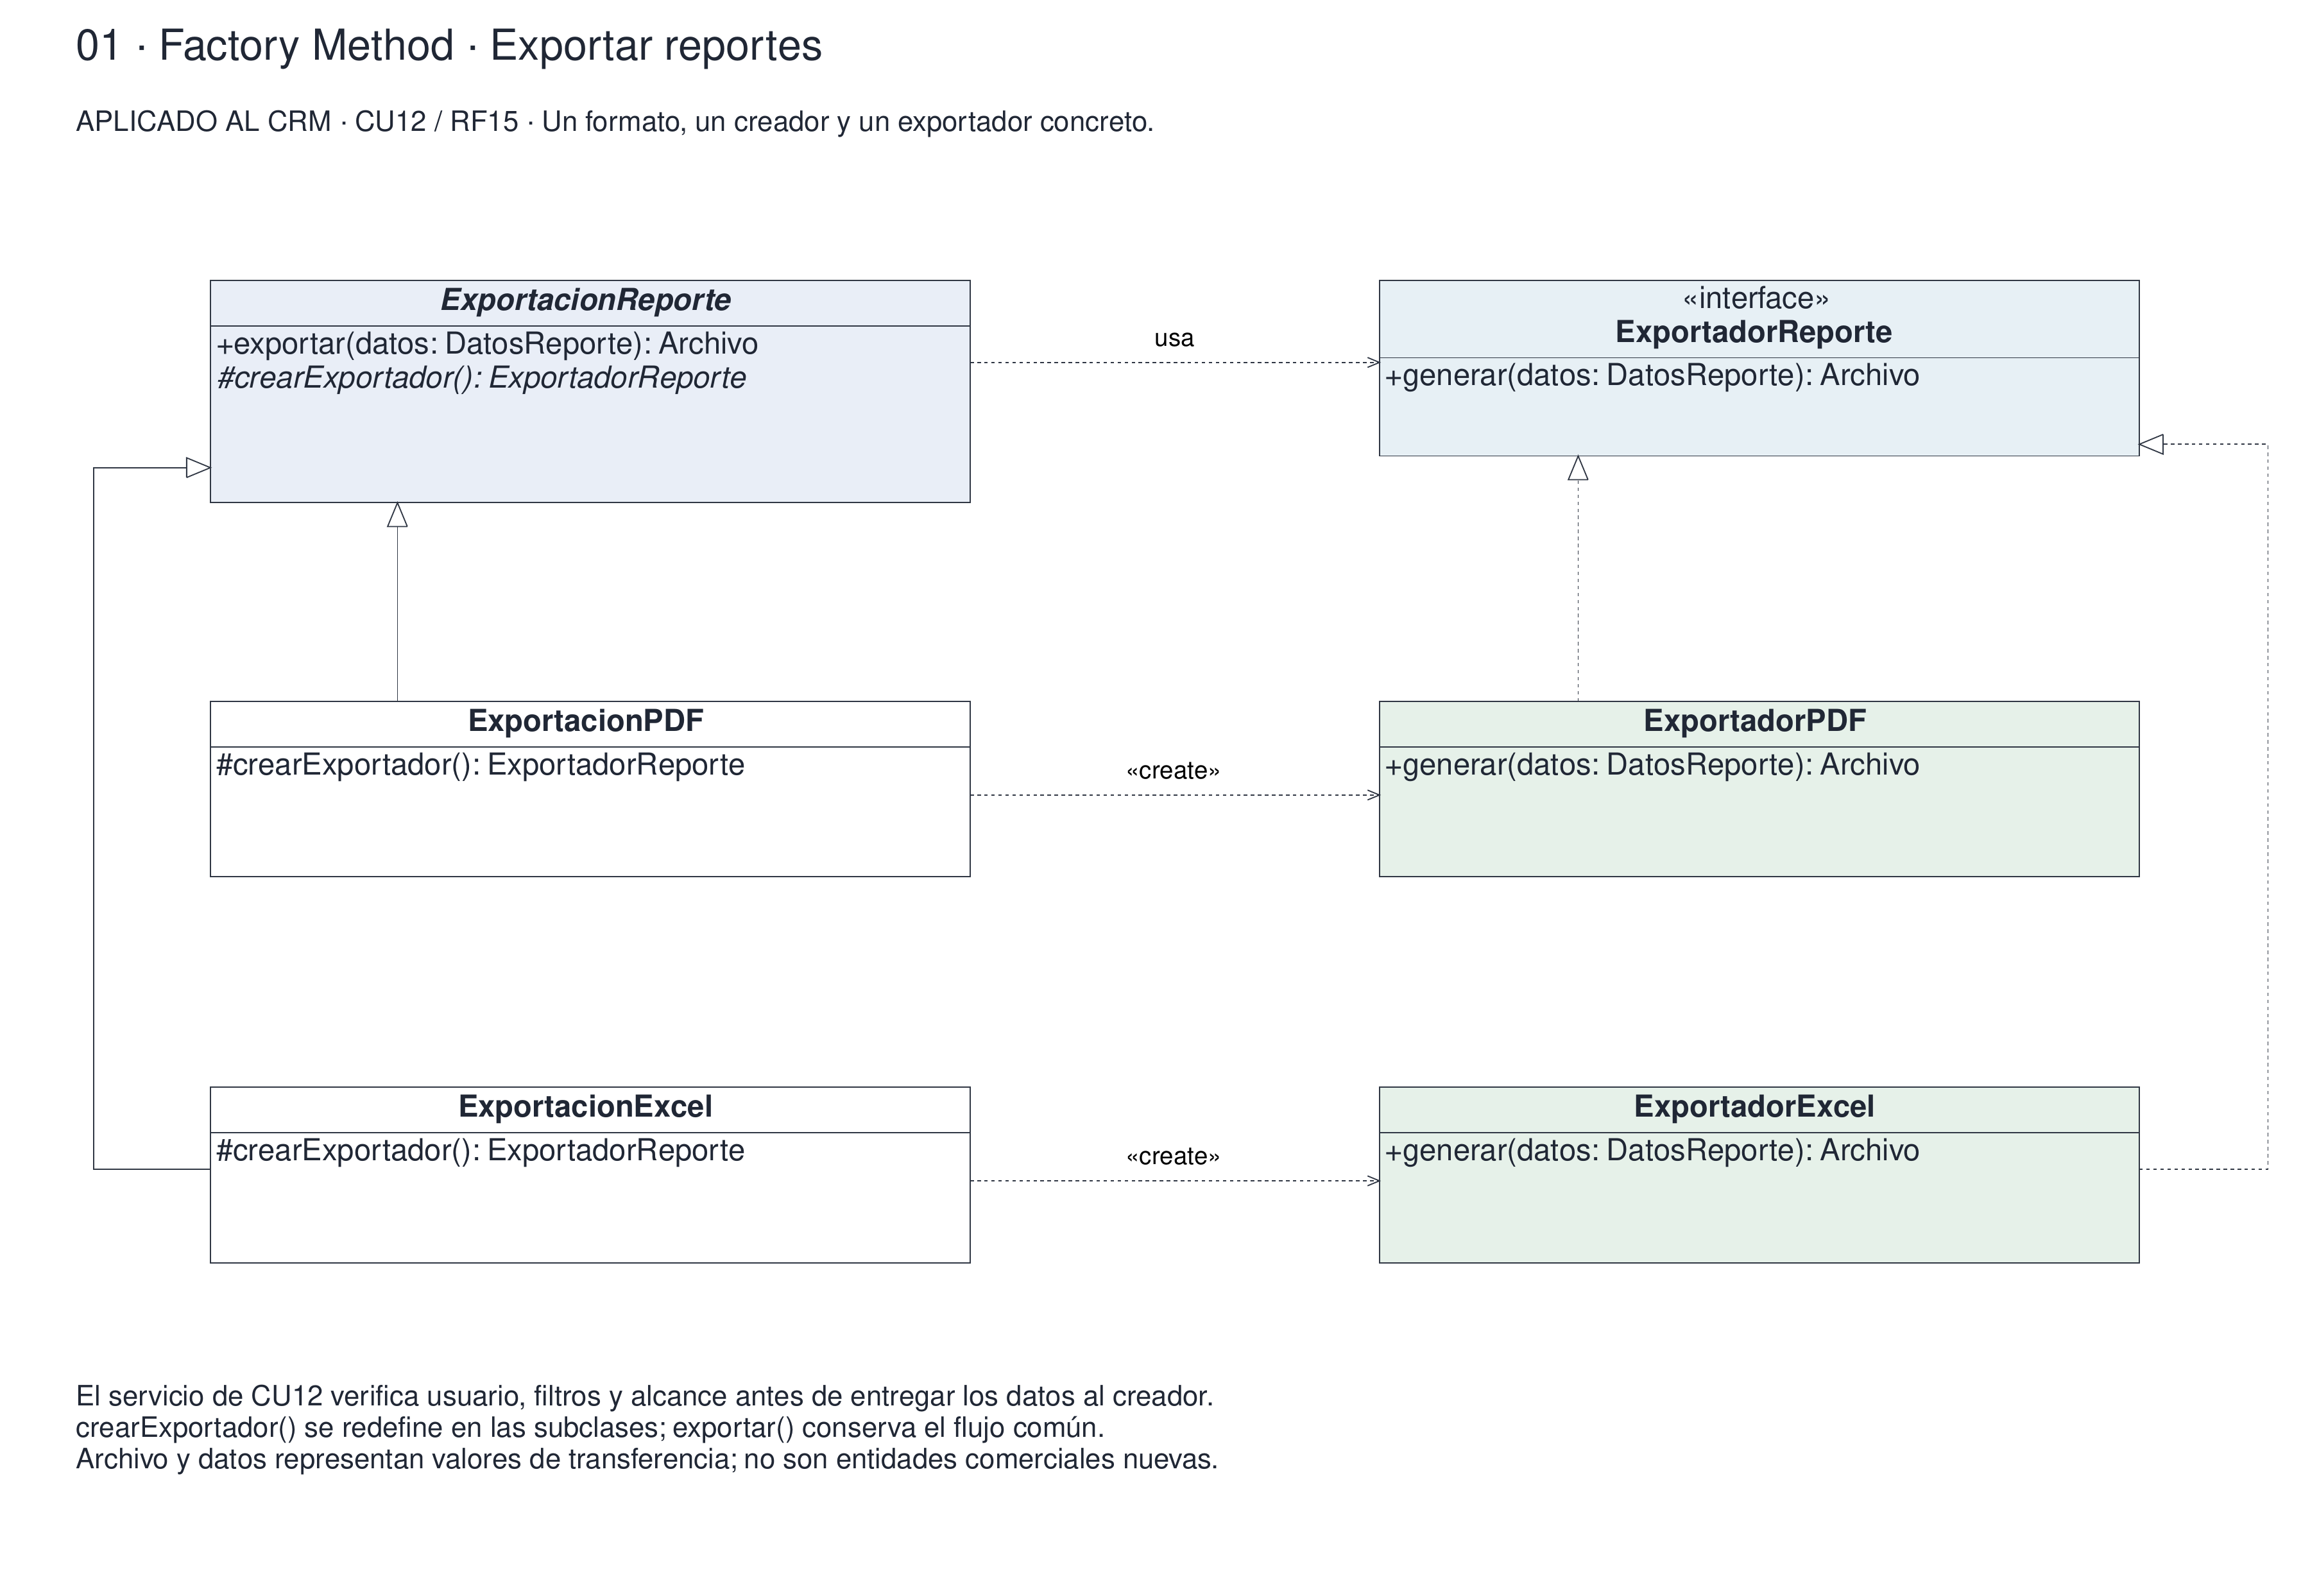 01 · Factory Method · Exportar reportes
APLICADO AL CRM · CU12 / RF15 · Un formato, un creador y un exportador concreto.
ExportacionReporte
+exportar(datos: DatosReporte): Archivo
#crearExportador(): ExportadorReporte
usa
«interface»
ExportadorReporte
+generar(datos: DatosReporte): Archivo
ExportacionPDF
#crearExportador(): ExportadorReporte
«create»
ExportadorPDF
+generar(datos: DatosReporte): Archivo
ExportacionExcel
#crearExportador(): ExportadorReporte
«create»
ExportadorExcel
+generar(datos: DatosReporte): Archivo
El servicio de CU12 verifica usuario, filtros y alcance antes de entregar los datos al creador.
crearExportador() se redefine en las subclases; exportar() conserva el flujo común.
Archivo y datos representan valores de transferencia; no son entidades comerciales nuevas.